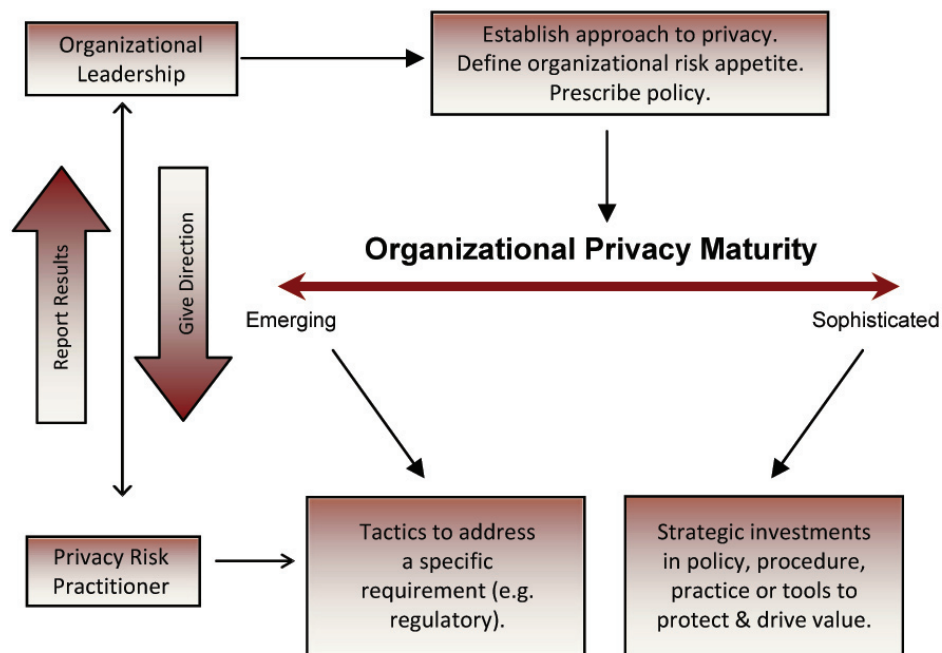 Organizational
Leadership
Establish approach to privacy.
Define organizational risk appetite.
Prescribe policy.
Report Results
Give Direction
Organizational Privacy Maturity
Emerging
Sophisticated
Privacy Risk
Practitioner
Tactics to address
a specific
requirement (e.g.
regulatory).
Strategic investments
in policy, procedure,
practice or tools to
protect & drive value.